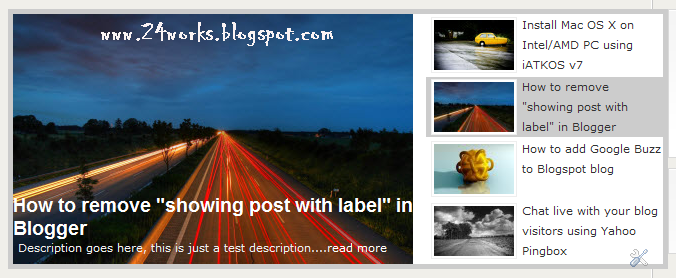 www.24works.blogspot.com
How to remove "showing post with label" in
Blogger
Description goes here, this is just a test description....read more
Install Mac OS X on
Intel/AMD PC using
iATKOS v7
How to remove
"showing post with
label" in Blogger
How to add Google Buzz
to Blogspot blog
Chat live with your blog
visitors using Yahoo
Pingbox